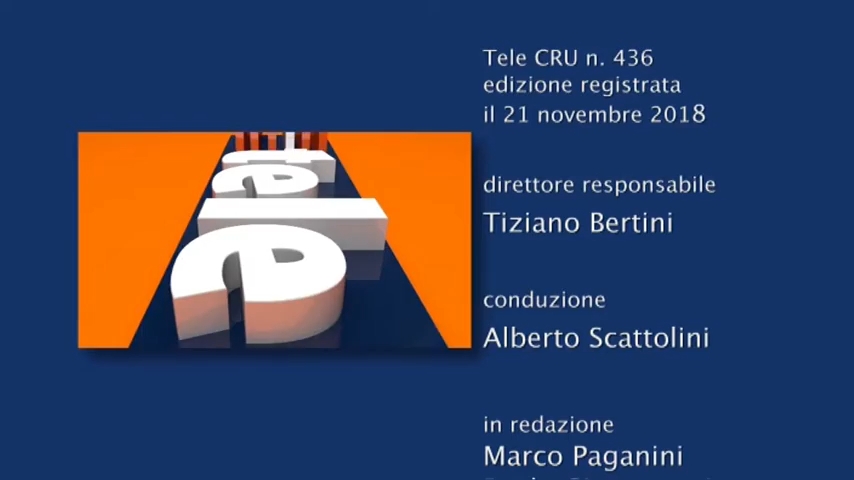 Tele CRU n. 436
edizione registrata
il 21 novembre 2018
direttore responsabile
Tiziano Bertini
conduzione
Alberto Scattolini
in redazione
Marco Paganini
tele